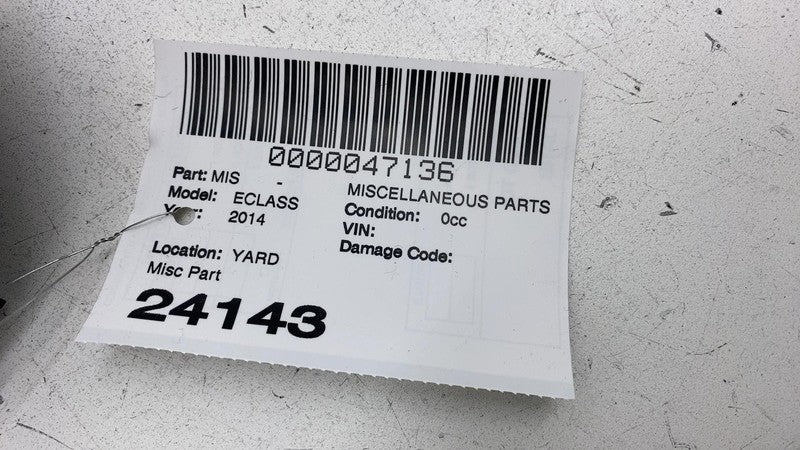 0000047136
Part: MIS - MISCELLANEOUS PARTS
Model: ECLASS Condition: 0cc
2014 VIN:
Damage Code:
Location: YARD
Misc Part
24143